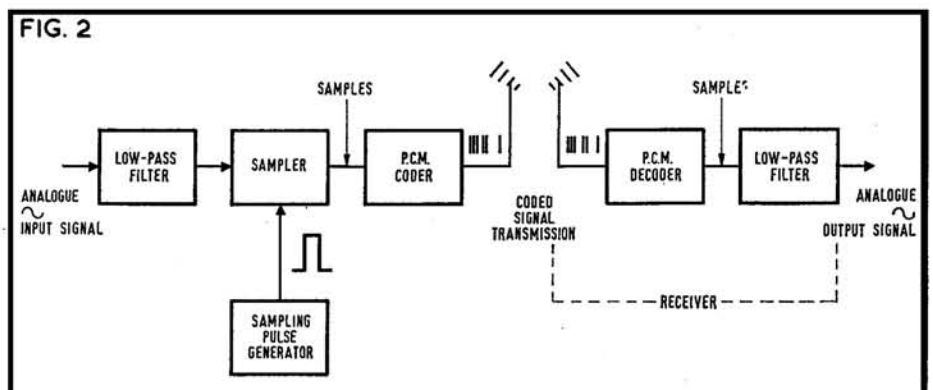 FIG. 2
SAMPLES
SAMPLES
LOW-PASS
FILTER
SAMPLER
P.C.M.
CODER
P.C.M.
DECODER
LOW-PASS
FILTER
ANALOGUE
INPUT SIGNAL
CODED
SIGNAL
TRANSMISSION
ANALOGUE
OUTPUT SIGNAL
RECEIVER
SAMPLING
PULSE
GENERATOR